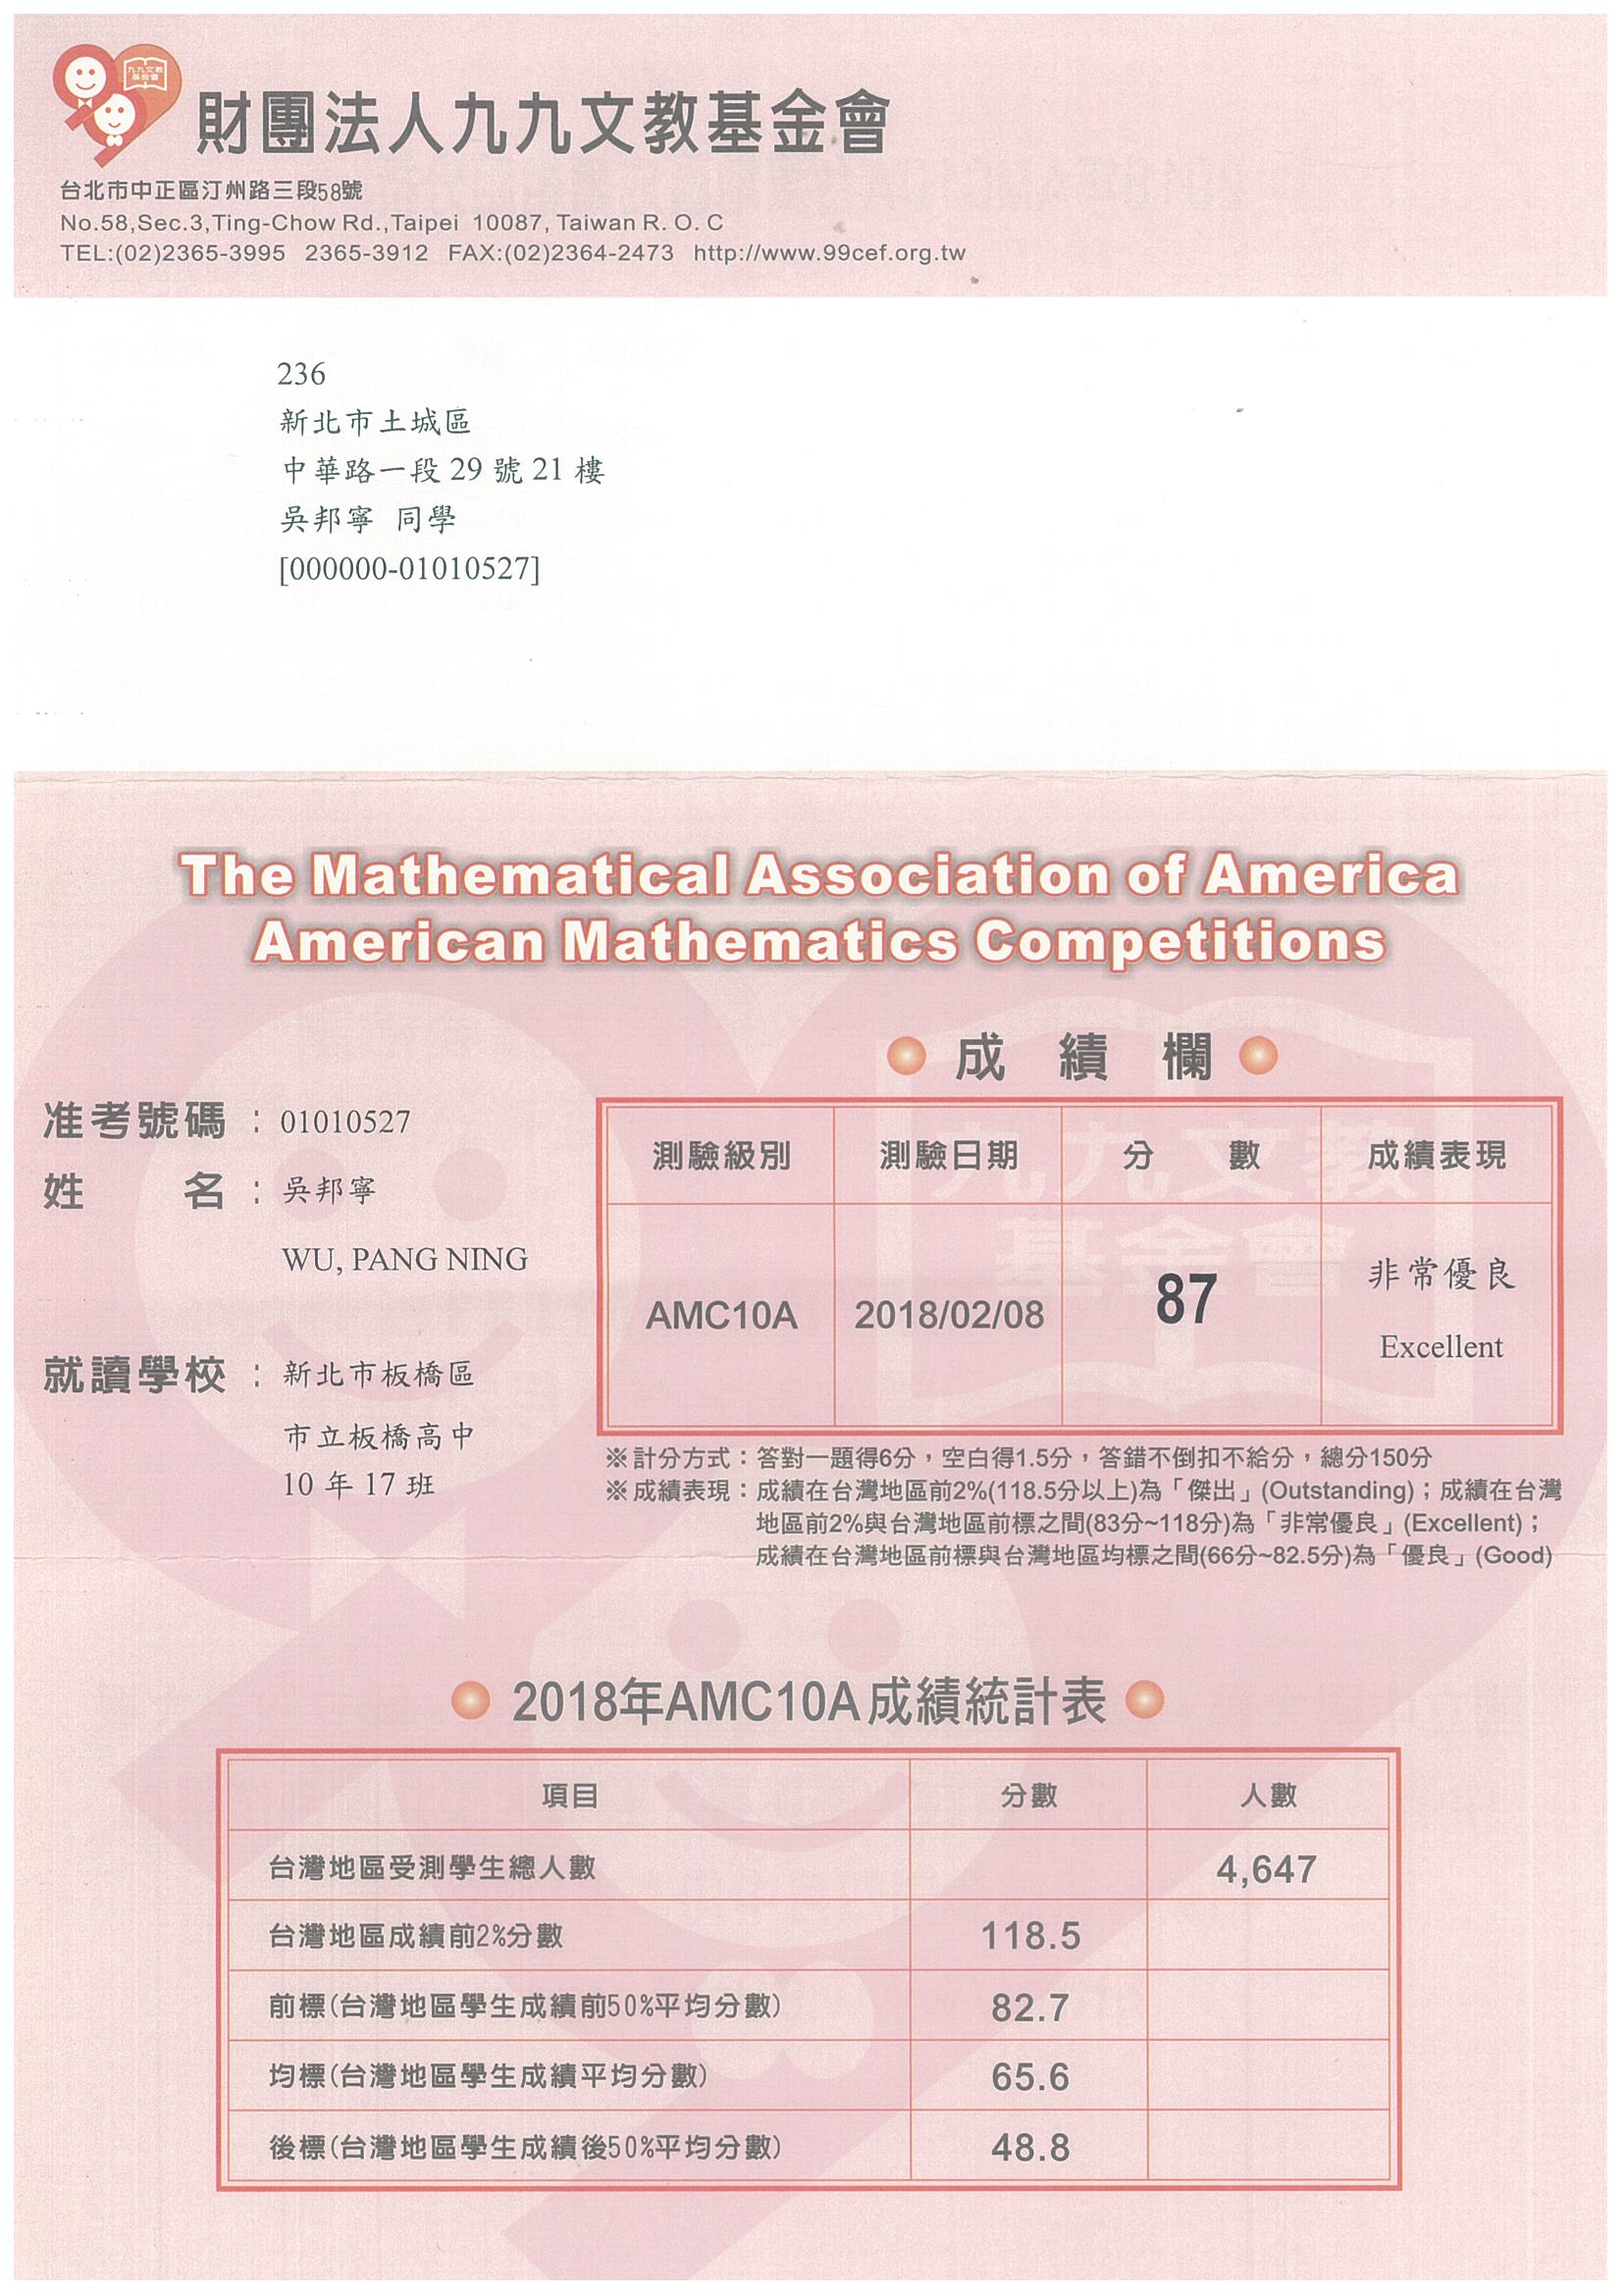 九九文教
基金會
財團法人九九文教基金會
台北市中正區汀州路三段58號
No.58,Sec.3,Ting-Chow Rd.,Taipei 10087, Taiwan R. O. C
TEL:(02)2365-3995 2365-3912 FAX:(02)2364-2473 http://www.99cef.org.tw
236
新北市土城區
中華路一段 29 號 21 樓
吳邦寧 同學
[000000-01010527]
The Mathematical Association of America
American Mathematics Competitions
成 績 欄
准考號碼 : 01010527
姓 名 : 吳邦寧
WU, PANG NING
就讀學校 : 新北市板橋區
市立板橋高中
10 年 17 班
測驗級別 測驗日期 分 數 成績表現
AMC10A 2018/02/08 87 非常優良
Excellent
九九文教
基金會
※計分方式：答對一題得6分，空白得1.5分，答錯不倒扣不給分，總分150分
※成績表現：成績在台灣地區前2%(118.5分以上)為「傑出」(Outstanding)；成績在台灣
地區前2%與台灣地區前標之間(83分~118分)為「非常優良」(Excellent)；
成績在台灣地區前標與台灣地區均標之間(66分~82.5分)為「優良」(Good)
2018年AMC10A成績統計表
項目 分數 人數
台灣地區受測學生總人數 4,647
台灣地區成績前2%分數 118.5
前標(台灣地區學生成績前50%平均分數) 82.7
均標(台灣地區學生成績平均分數) 65.6
後標(台灣地區學生成績後50%平均分數) 48.8